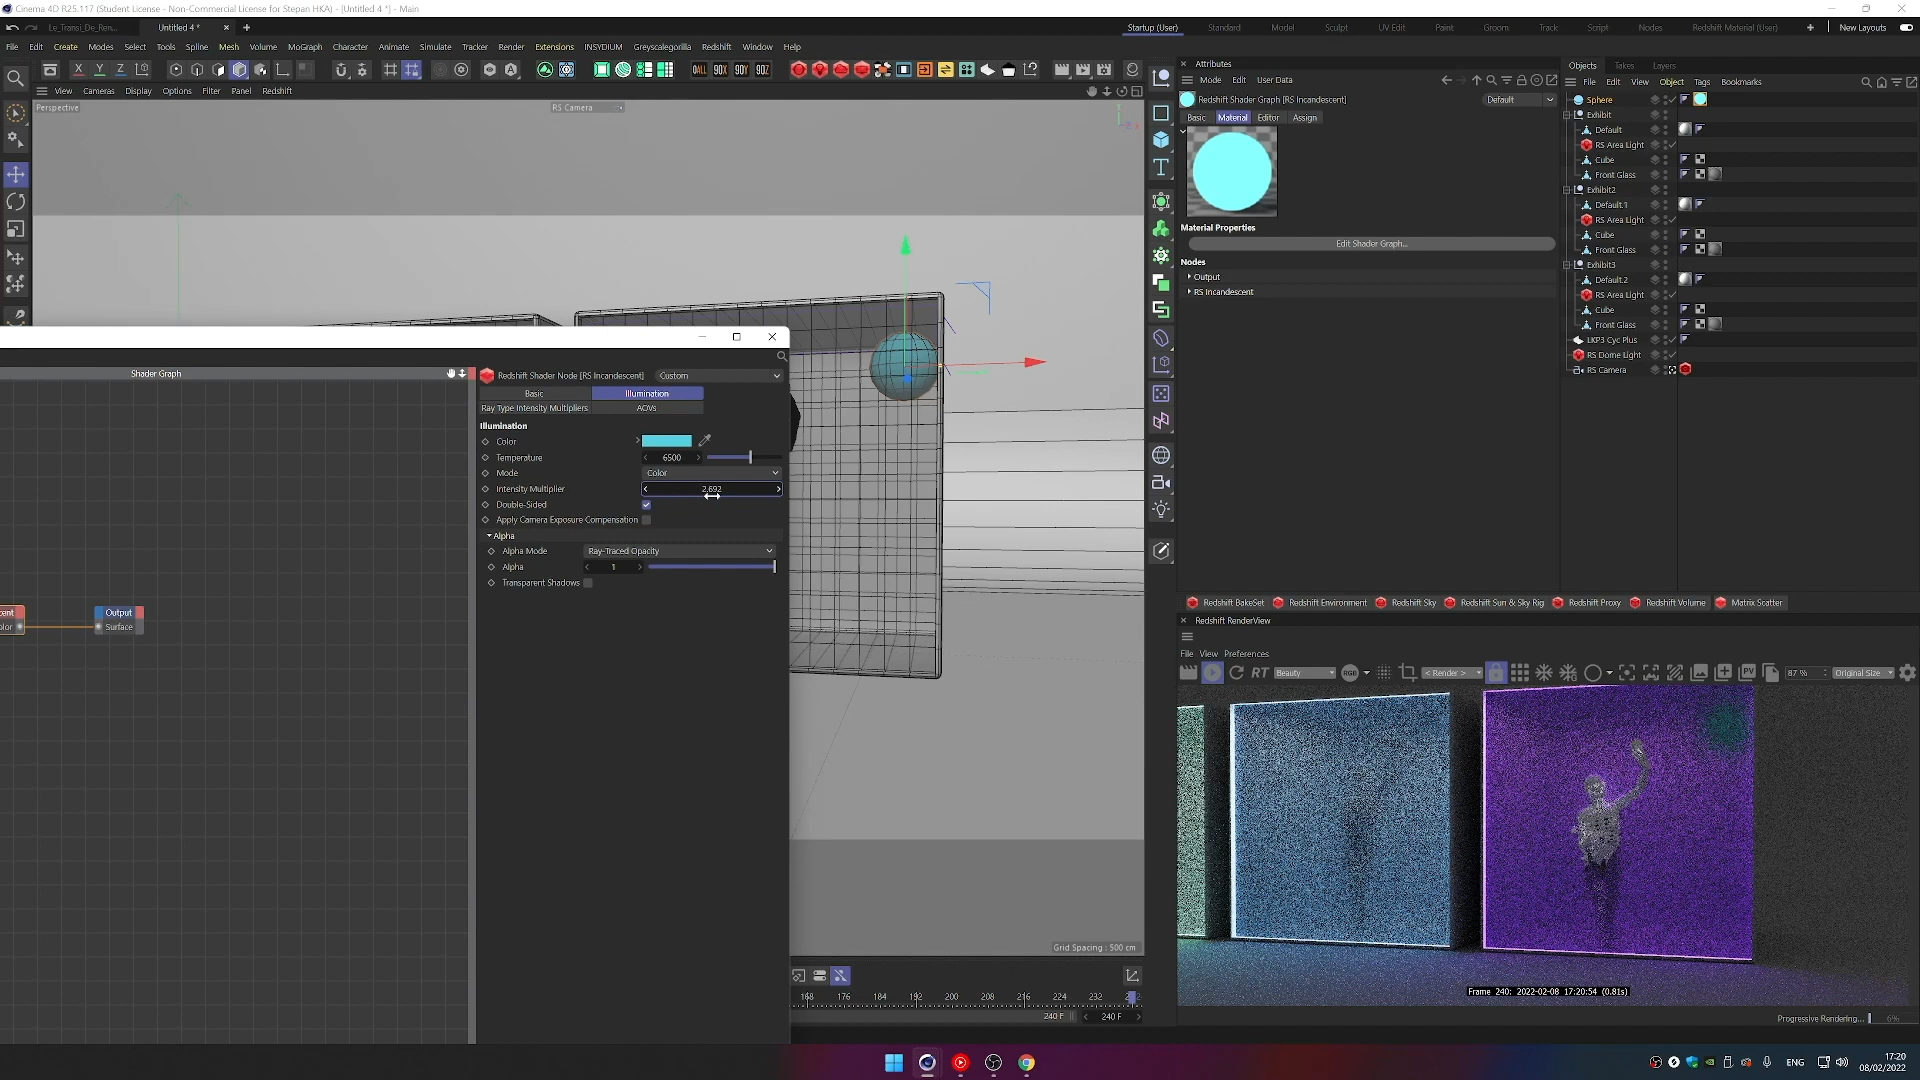 Cinema 4D R25.117 (Student License - Non-Commercial License for Stepan HKA) - [Untitled 4 *] - Main
Le_Transi_De_Ren...
Untitled 4 *
Startup (User)
Standard
Model
Sculpt
UV Edit
Paint
Groom
Track
Script
Nodes
Redshift Material (User)
New Layouts
File Edit Create Modes Select Tools Spline Mesh Volume MoGraph Character Animate Simulate Tracker Render Extensions INSYDIUM Greyscalegorilla Redshift Window Help
View Cameras Display Options Filter Panel Redshift
Perspective
RS Camera
Grid Spacing : 500 cm
Shader Graph
Output
Surface
Redshift Shader Node [RS Incandescent]
Custom
Basic
Illumination
Ray Type Intensity Multipliers
AOVs
Illumination
Color
Temperature 6500
Mode Color
Intensity Multiplier 2.692
Double-Sided
Apply Camera Exposure Compensation
Alpha
Alpha Mode Ray-Traced Opacity
Alpha 1
Transparent Shadows
168 176 184 192 200 208 216 224 232
240 F
240 F
Attributes
Mode Edit User Data
Redshift Shader Graph [RS Incandescent]
Default
Basic Material Editor Assign
Material Properties
Edit Shader Graph...
Nodes
Output
RS Incandescent
Objects Takes Layers
File Edit View Object Tags Bookmarks
Sphere
Exhibit
Default
RS Area Light
Cube
Front Glass
Exhibit2
Default.1
RS Area Light
Cube
Front Glass
Exhibit3
Default.2
RS Area Light
Cube
Front Glass
LKP3 Cyc Plus
RS Dome Light
RS Camera
Redshift BakeSet
Redshift Environment
Redshift Sky
Redshift Sun & Sky Rig
Redshift Proxy
Redshift Volume
Matrix Scatter
Redshift RenderView
File View Preferences
RT
Beauty
< Render >
87 %
Original Size
Frame 240: 2022-02-08 17:20:54 (0.81s)
Progressive Rendering... 6%
ENG
17:20
08/02/2022